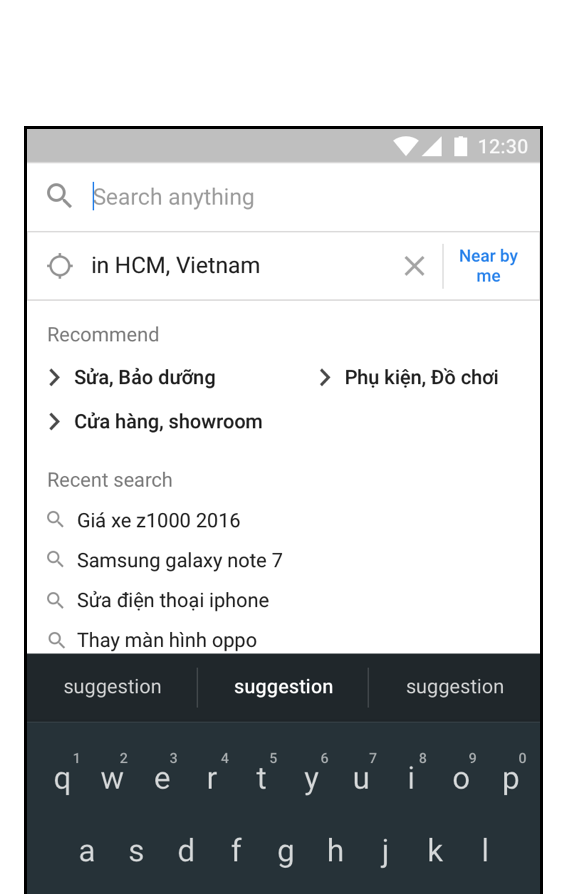 12:30
Search anything
in HCM, Vietnam
Near by
me
Recommend
Sửa, Bảo dưỡng
Phụ kiện, Đồ chơi
Cửa hàng, showroom
Recent search
Giá xe z1000 2016
Samsung galaxy note 7
Sửa điện thoại iphone
Thay màn hình oppo
suggestion suggestion suggestion
1 2 3 4 5 6 7 8 9 0
q w e r t y u i o p
a s d f g h j k l